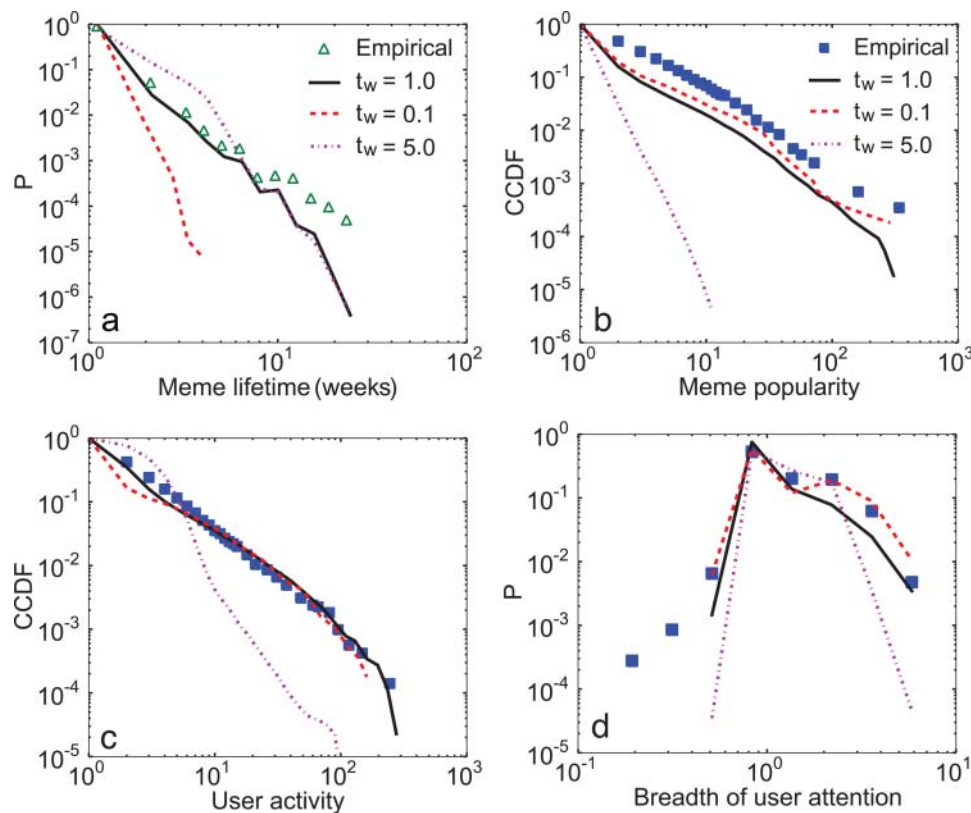 10^0
10^-1
10^-2
10^-3
10^-4
10^-5
10^-6
10^-7
P
Empirical
t_w = 1.0
t_w = 0.1
t_w = 5.0
a
10^0 10^1 10^2
Meme lifetime (weeks)
10^0
10^-1
10^-2
10^-3
10^-4
10^-5
10^-6
CCDF
Empirical
t_w = 1.0
t_w = 0.1
t_w = 5.0
b
10^0 10^1 10^2 10^3
Meme popularity
10^0
10^-1
10^-2
10^-3
10^-4
10^-5
CCDF
c
10^0 10^1 10^2 10^3
User activity
10^0
10^-1
10^-2
10^-3
10^-4
10^-5
P
d
10^-1 10^0 10^1
Breadth of user attention